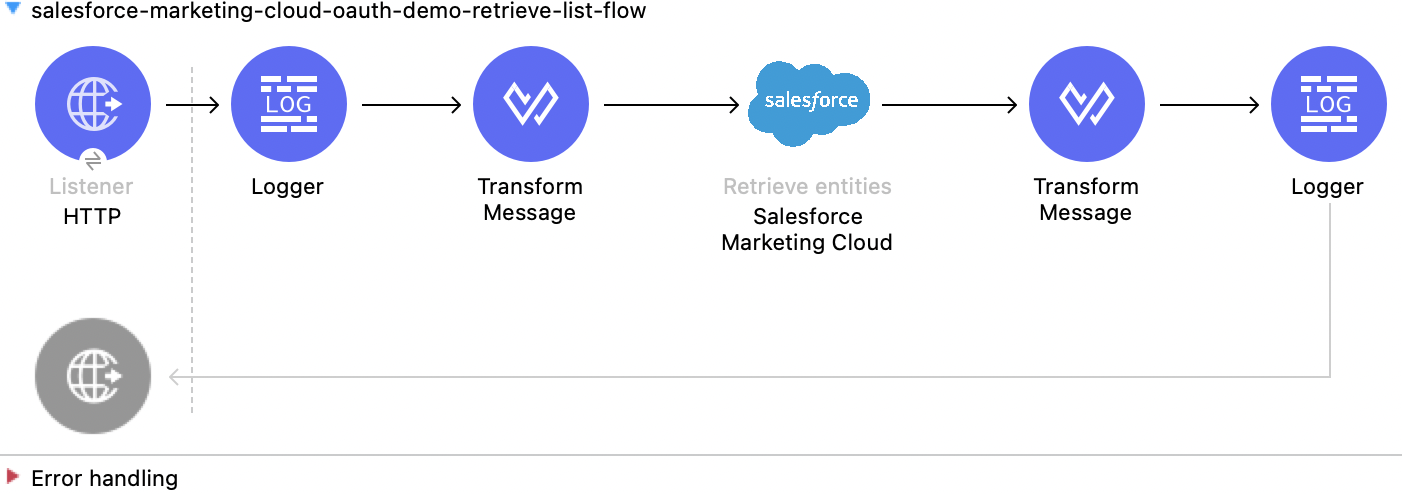 salesforce-marketing-cloud-oauth-demo-retrieve-list-flow
LOG
salesforce
LOG
Listener
HTTP
Logger
Transform
Message
Retrieve entities
Salesforce
Marketing Cloud
Transform
Message
Logger
Error handling